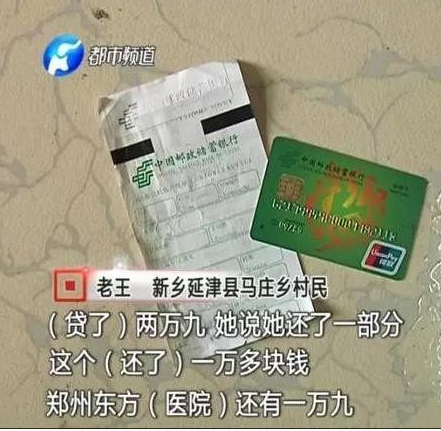 都市频道
中国邮政储蓄银行
中国邮政储蓄银行
UnionPay
银联
老王 新乡延津县马庄乡村民
（贷了）两万九 她说她还了一部分
这个（还了）一万多块钱
郑州东方（医院）还有一万九